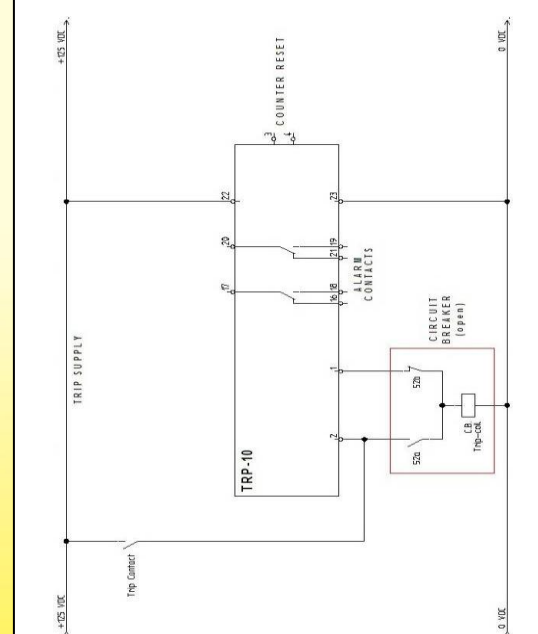 +125 VDC
0 VDC
COUNTER RESET
3
4
22
23
20
19
21
17
18
16
ALARM
CONTACTS
TRIP SUPPLY
CIRCUIT
BREAKER
(open)
1
2
52b
52a
C.B.
Trip-coil
TRP-10
Trip Contact
+125 VDC
0 VDC